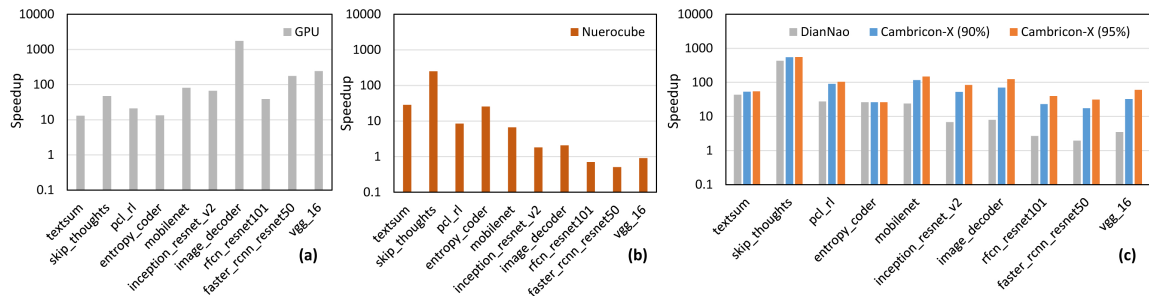 10000
1000
100
10
1
0.1
Speedup
GPU
textsum
skip_thoughts
pcl_rl
entropy_coder
mobilenet
inception_resnet_v2
image_decoder
rfcn_resnet101
faster_rcnn_resnet50
vgg_16
(a)
10000
1000
100
10
1
0.1
Speedup
Nuerocube
textsum
skip_thoughts
pcl_rl
entropy_coder
mobilenet
inception_resnet_v2
image_decoder
rfcn_resnet101
faster_rcnn_resnet50
vgg_16
(b)
10000
1000
100
10
1
0.1
Speedup
DianNao Cambricon-X (90%) Cambricon-X (95%)
textsum
skip_thoughts
pcl_rl
entropy_coder
mobilenet
inception_resnet_v2
image_decoder
rfcn_resnet101
faster_rcnn_resnet50
vgg_16
(c)